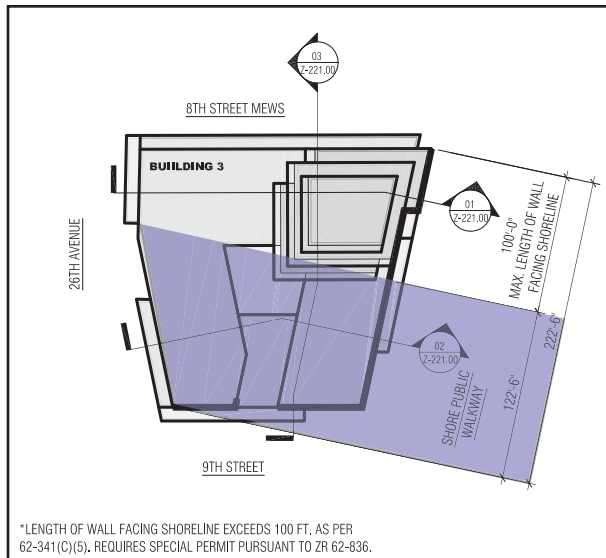 03
Z-221.00
8TH STREET MEWS
BUIILDING 3
01
Z-221.00
26TH AVENUE
100'-0"
MAX. LENGTH OF WALL
FACING SHORELINE
222'-6"
02
Z-221.00
122'-6"
SHORE PUBLIC
WALKWAY
9TH STREET
*LENGTH OF WALL FACING SHORELINE EXCEEDS 100 FT. AS PER
62-341(C)(5). REQUIRES SPECIAL PERMIT PURSUANT TO ZR 62-836.